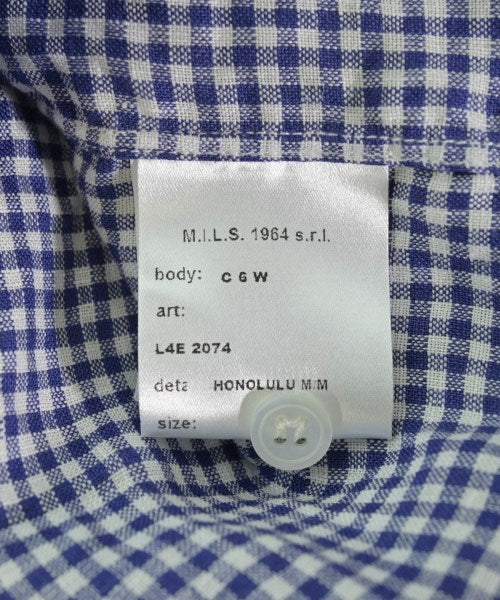 M.I.L.S. 1964 s.r.l.
body: C 6 W
art:
L4E 2074
deta HONOLULU M/M
size: